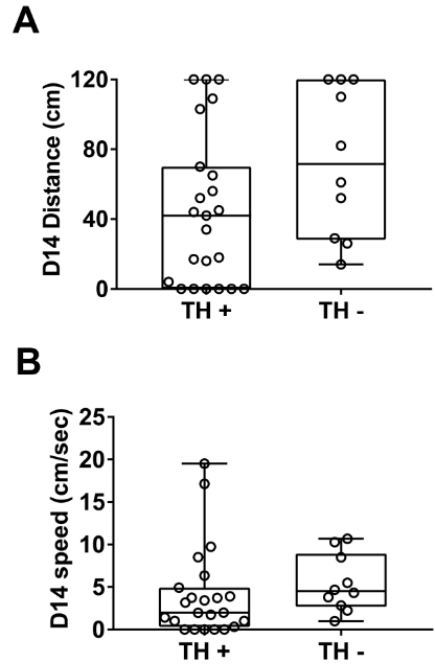 A
D14 Distance (cm)
120
80
40
0
TH +
TH -
B
D14 speed (cm/sec)
25
20
15
10
5
0
TH +
TH -